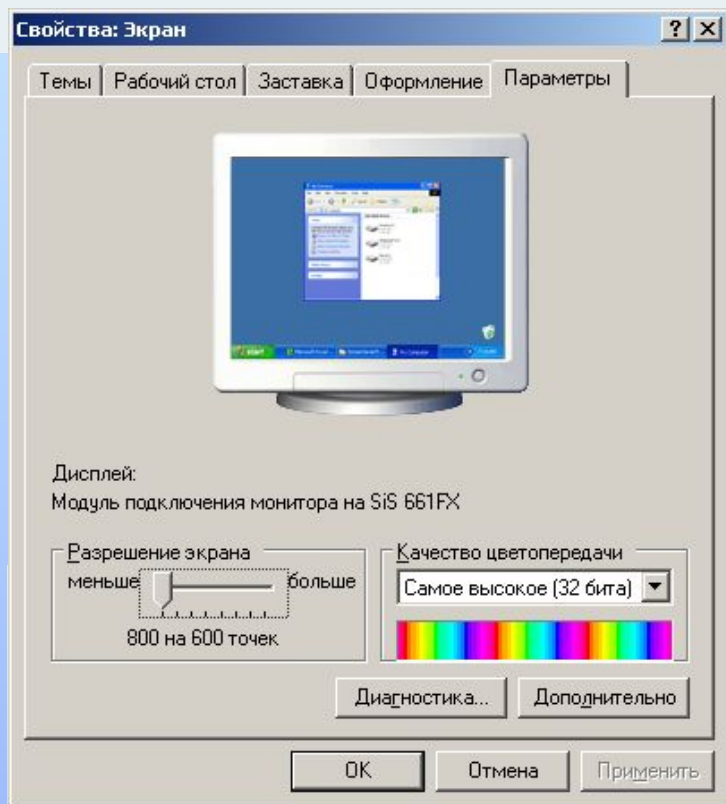 Свойства: Экран
Темы Рабочий стол Заставка Оформление Параметры
Дисплей:
Модуль подключения монитора на SiS 661FX
Разрешение экрана
меньше больше
800 на 600 точек
Качество цветопередачи
Самое высокое (32 бита)
Диагностика... Дополнительно
OK Отмена Применить